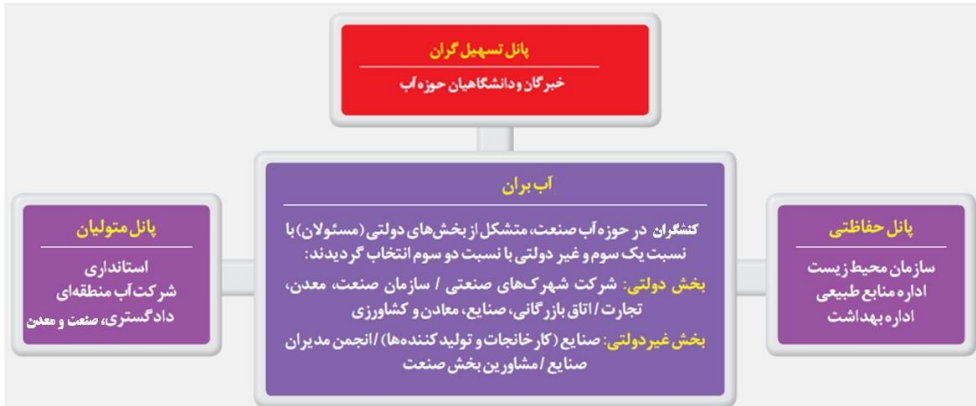 پانل تسهیل گران
خبرگان و دانشگاهیان حوزه آب
پانل حفاظتی
سازمان محیط زیست
اداره منابع طبیعی
اداره بهداشت
آب بران
کنشگران در حوزه آب صنعت، متشکل از بخش‌های دولتی (مسئولان) با
نسبت یک سوم و غیر دولتی با نسبت دو سوم انتخاب گردیدند:
بخش دولتی: شرکت شهرک‌های صنعتی / سازمان صنعت، معدن،
تجارت / اتاق بازرگانی، صنایع، معادن و کشاورزی
بخش غیردولتی: صنایع (کارخانجات و تولید کننده‌ها) / انجمن مدیران
صنایع / مشاورین بخش صنعت
پانل متولیان
استانداری
شرکت آب منطقه‌ای
دادگستری، صنعت و معدن